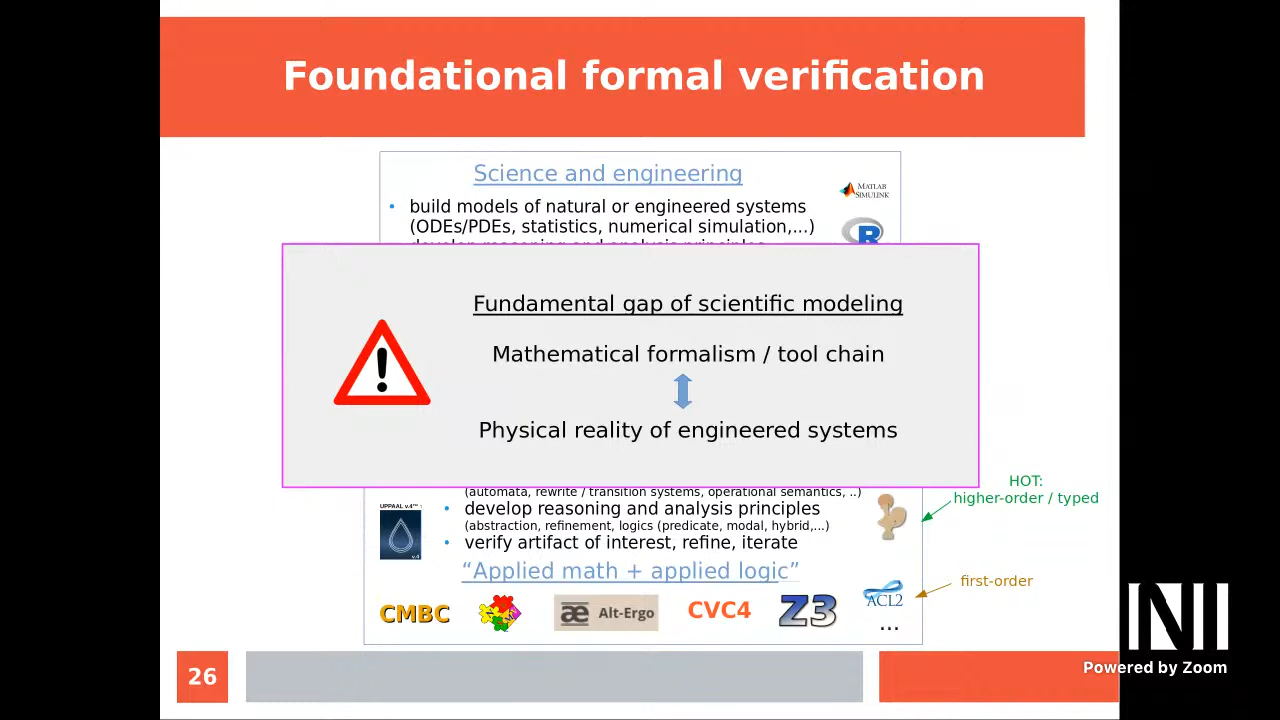 Foundational formal verification
Science and engineering
MATLAB
SIMULINK
• build models of natural or engineered systems
(ODEs/PDEs, statistics, numerical simulation,...)
R
Fundamental gap of scientific modeling
Mathematical formalism / tool chain
Physical reality of engineered systems
(automata, rewrite / transition systems, operational semantics, ..)
• develop reasoning and analysis principles
(abstraction, refinement, logics (predicate, modal, hybrid,...)
• verify artifact of interest, refine, iterate
UPPAAL v.4™
v.4
HOT:
higher-order / typed
“Applied math + applied logic”
first-order
CMBC
æ Alt-Ergo
CVC4
Z3
ACL2
...
26
NII
Powered by Zoom